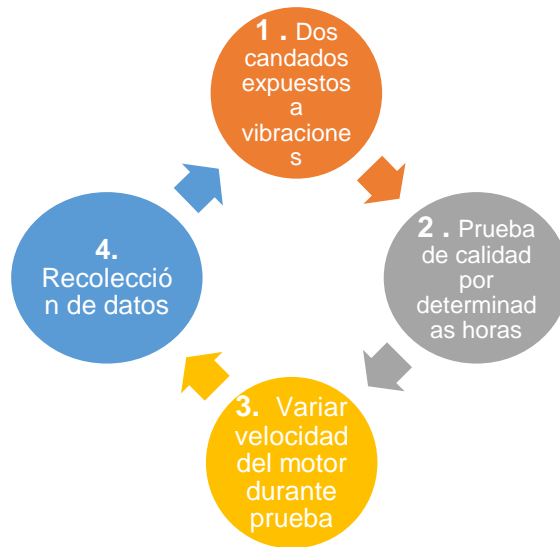 1 . Dos
candados
expuestos
a
vibracione
s
2 . Prueba
de calidad
por
determinad
as horas
3. Variar
velocidad
del motor
durante
prueba
4.
Recolecció
n de datos